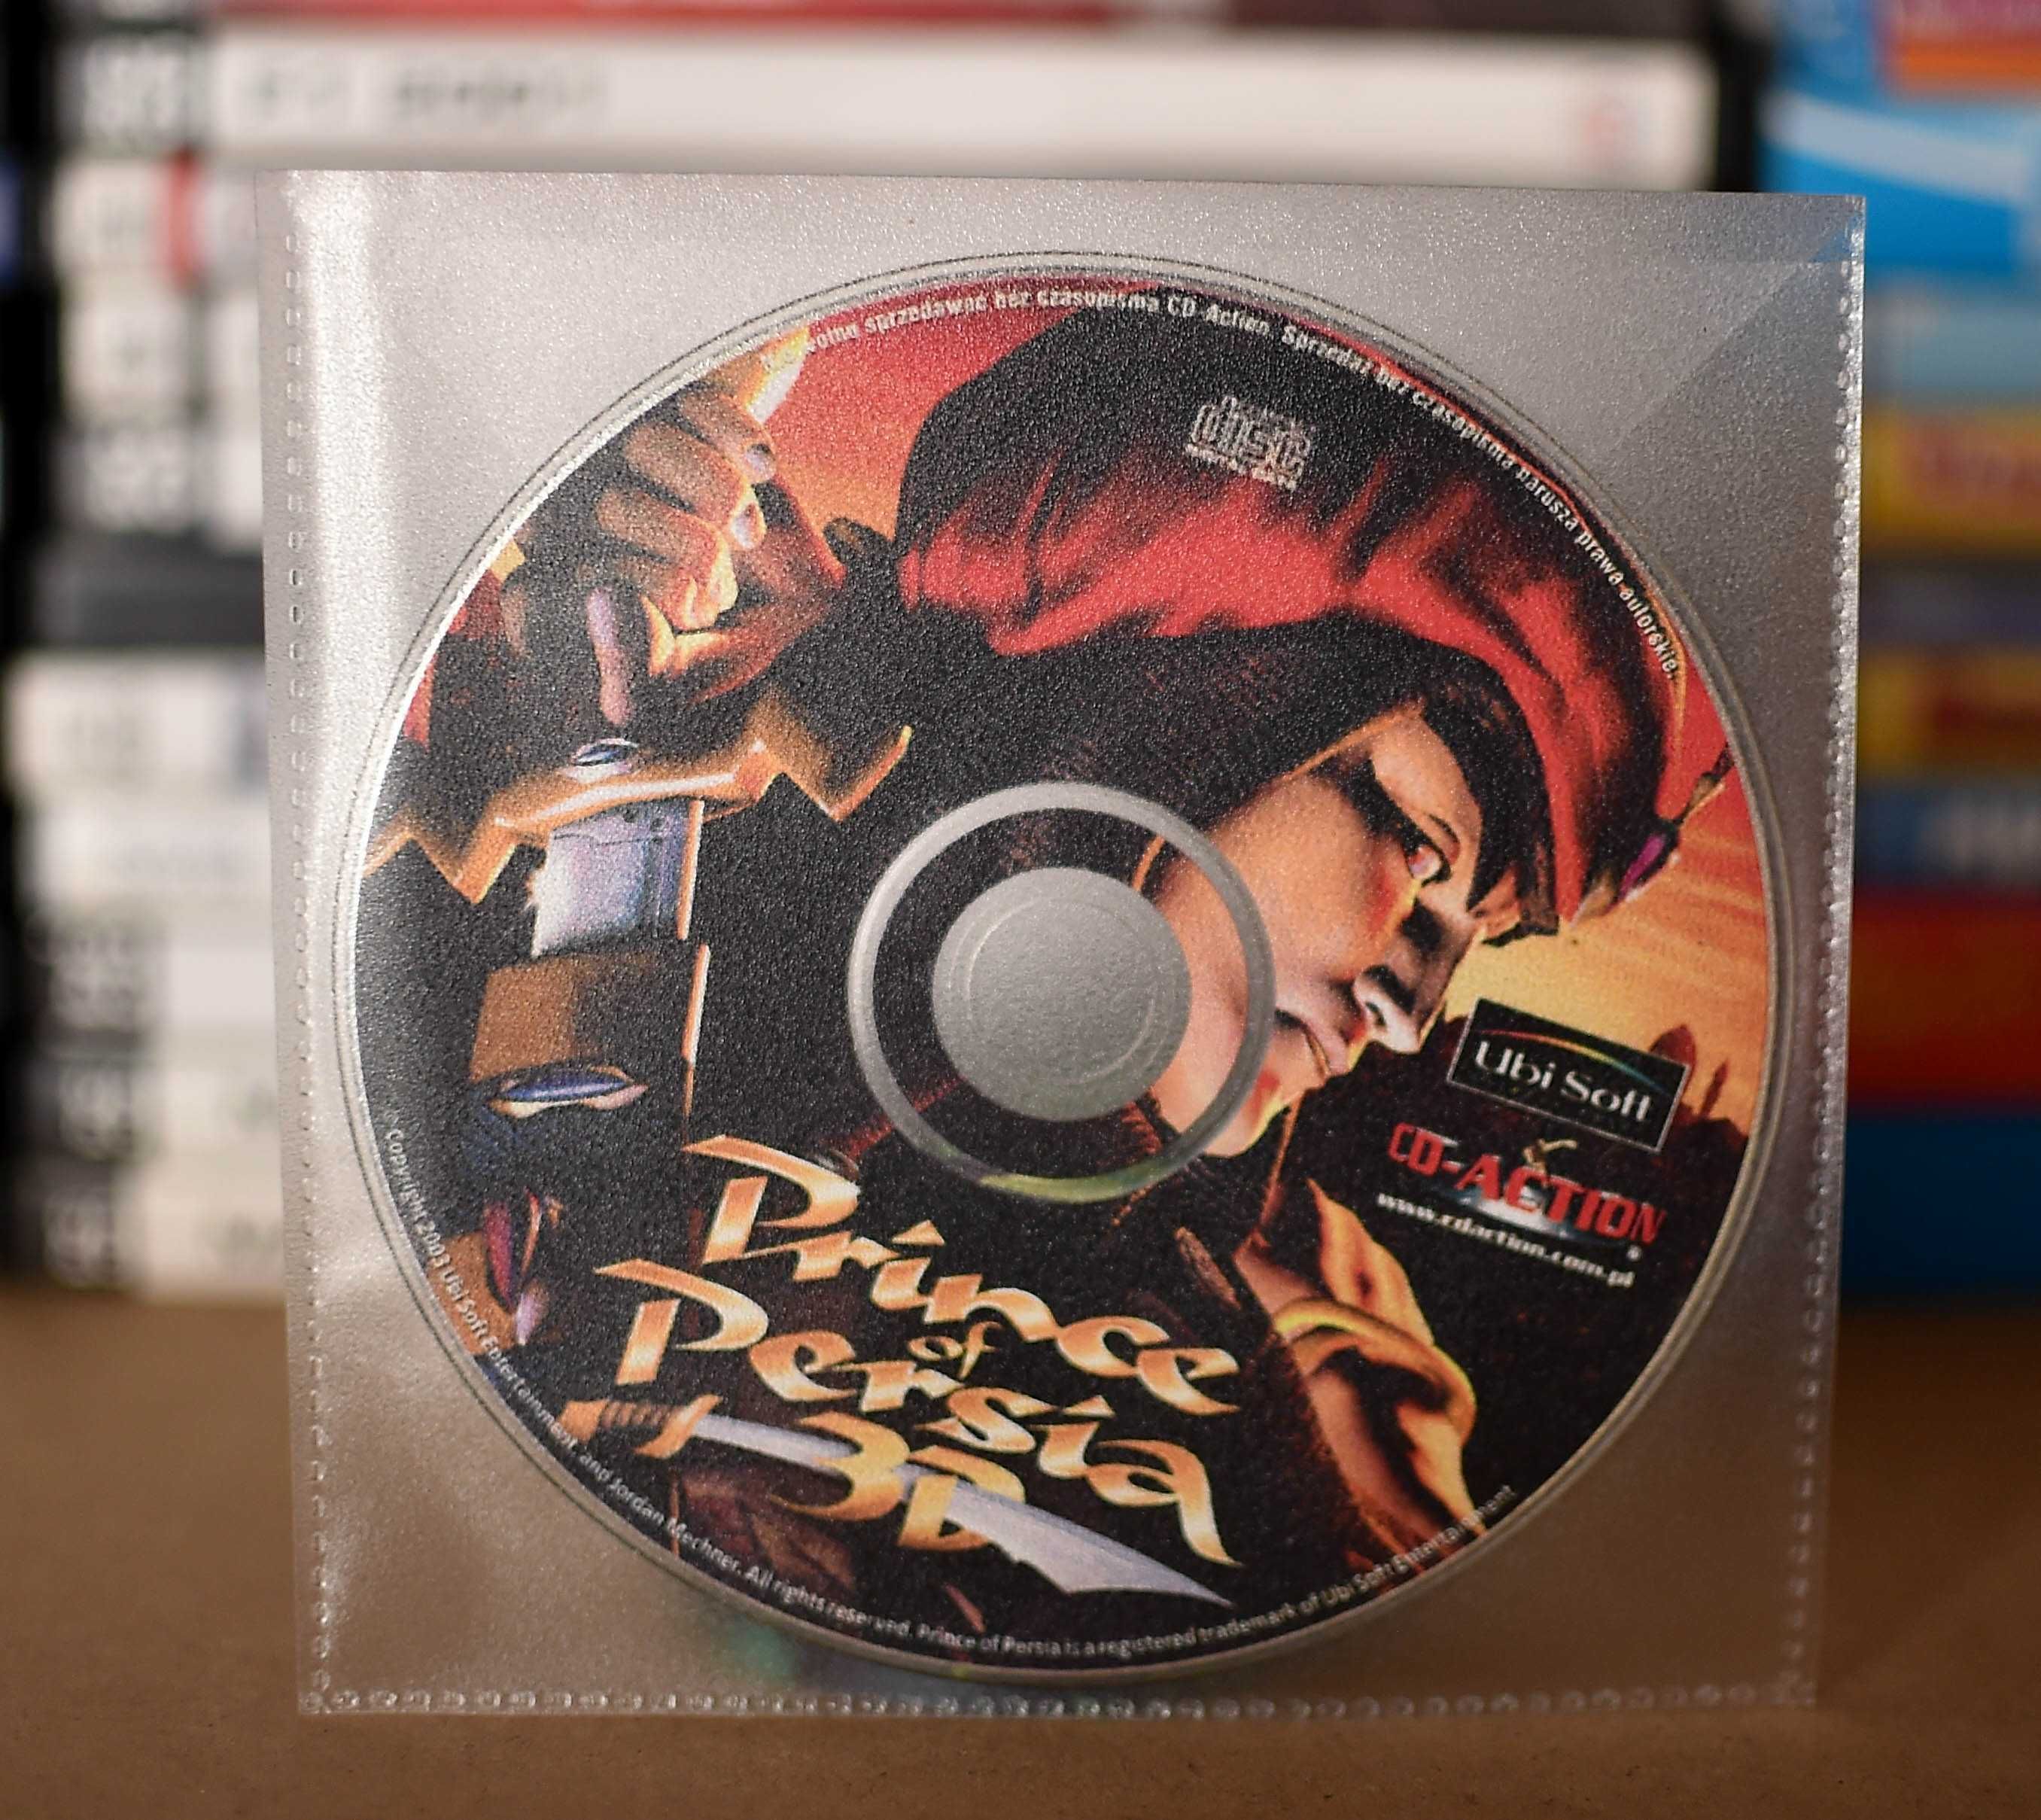 wolno sprzedawać bez czasopisma CD-Action. Sprzedaż bez czasopisma narusza prawa autorskie.
disc
Ubi Soft
CD-ACTION
®
www.cdaction.com.pl
Prince
of
Persia
3D
Copyright 2003 Ubi Soft Entertainment and Jordan Mechner. All rights reserved. Prince of Persia is a registered trademark of Ubi Soft Entertainment